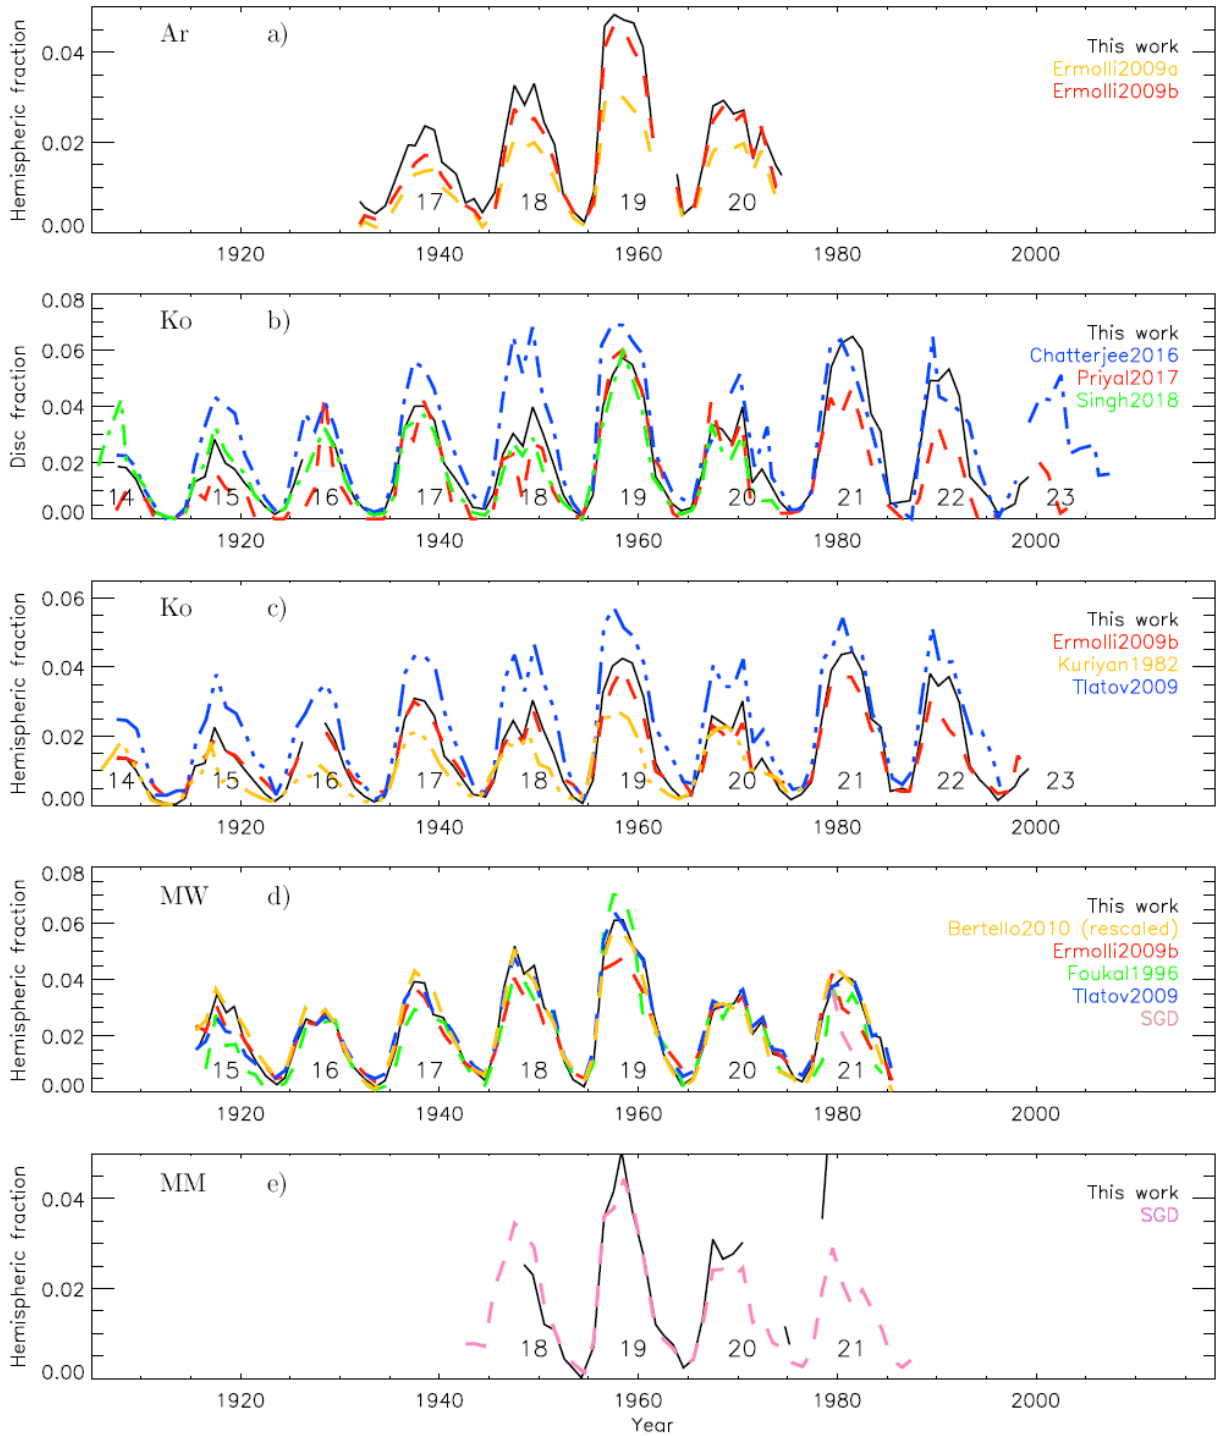 Ar a)
Hemispheric fraction
0.04
0.02
0.00
This work
Ermolli2009a
Ermolli2009b
17 18 19 20
1920 1940 1960 1980 2000
Ko b)
Disc fraction
0.08
0.06
0.04
0.02
0.00
This work
Chatterjee2016
Priyal2017
Singh2018
14 15 16 17 18 19 20 21 22 23
1920 1940 1960 1980 2000
Ko c)
Hemispheric fraction
0.06
0.04
0.02
0.00
This work
Ermolli2009b
Kuriyan1982
Tlatov2009
14 15 16 17 18 19 20 21 22 23
1920 1940 1960 1980 2000
MW d)
Hemispheric fraction
0.08
0.06
0.04
0.02
0.00
This work
Bertello2010 (rescaled)
Ermolli2009b
Foukal1996
Tlatov2009
SGD
15 16 17 18 19 20 21
1920 1940 1960 1980 2000
MM e)
Hemispheric fraction
0.04
0.02
0.00
This work
SGD
18 19 20 21
1920 1940 1960 1980 2000
Year